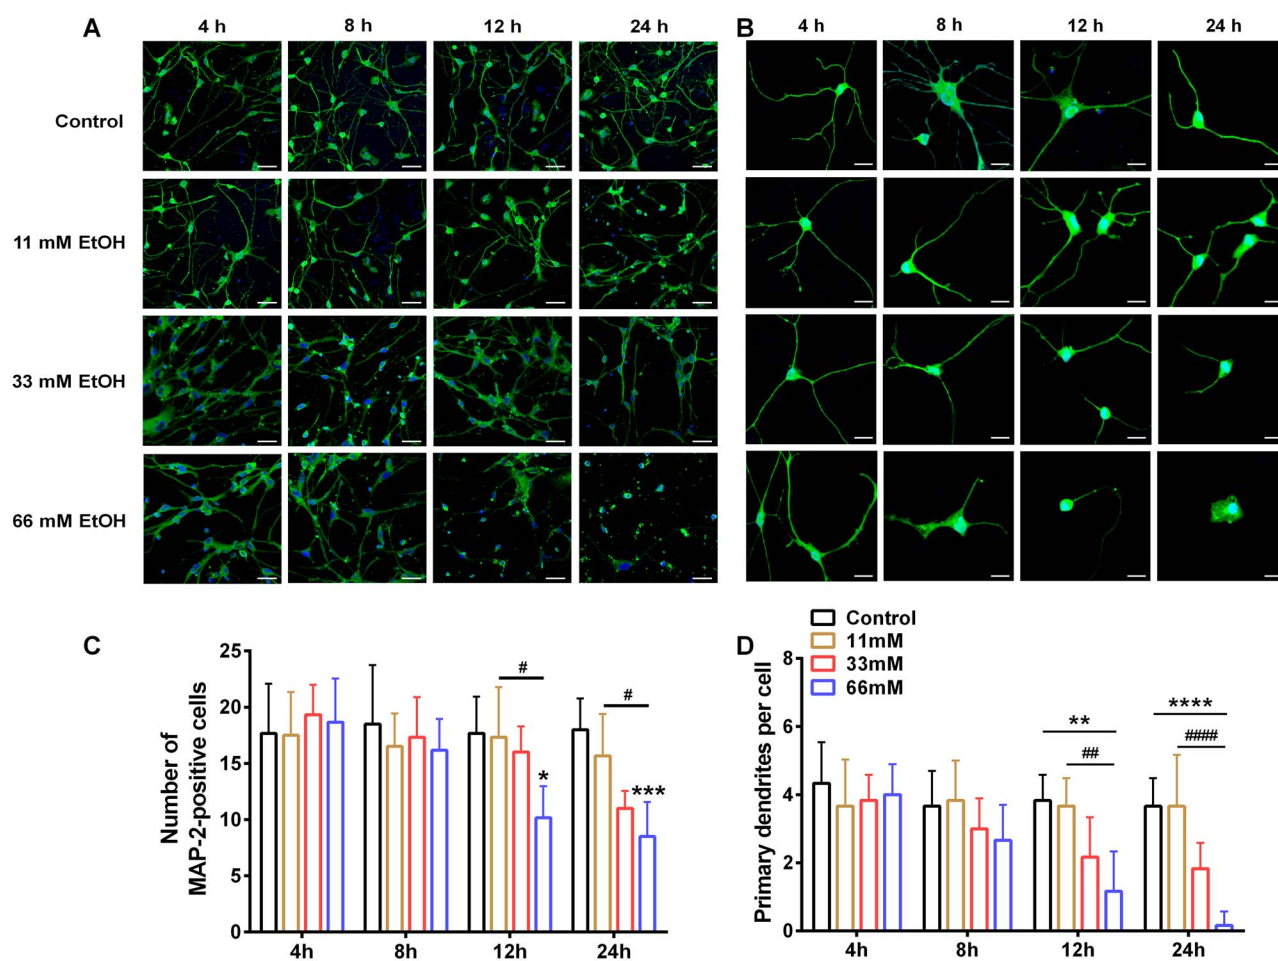 A
4 h
8 h
12 h
24 h
Control
11 mM EtOH
33 mM EtOH
66 mM EtOH
B
4 h
8 h
12 h
24 h
C
Number of
MAP-2-positive cells
25
20
15
10
5
0
#
#
*
***
4h
8h
12h
24h
D
Control
11mM
33mM
66mM
Primary dendrites per cell
8
6
4
2
0
**
##
****
####
4h
8h
12h
24h